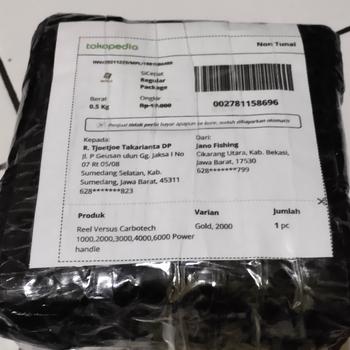 tokopedia
Non Tunai
SiCepat
Regular
Package
Berat
0.5 Kg
Ongkir
Rp 17.000
002781158696
Penjual tidak perlu bayar apapun ke kurir, sudah dibayarkan otomatis
Kepada:
R. Tjoetjoe Takarianta DP
Jl. P Geusan ulun Gg. Jaksa I No
07 Rt 05/08
Sumedang Selatan, Kab.
Sumedang, Jawa Barat, 45311
628*******823
Dari:
Jano Fishing
Cikarang Utara, Kab. Bekasi,
Jawa Barat, 17530
628*******799
Produk
Varian
Jumlah
Reel Versus Carbotech
1000,2000,3000,4000,6000 Power
handle
Gold, 2000
1 pc